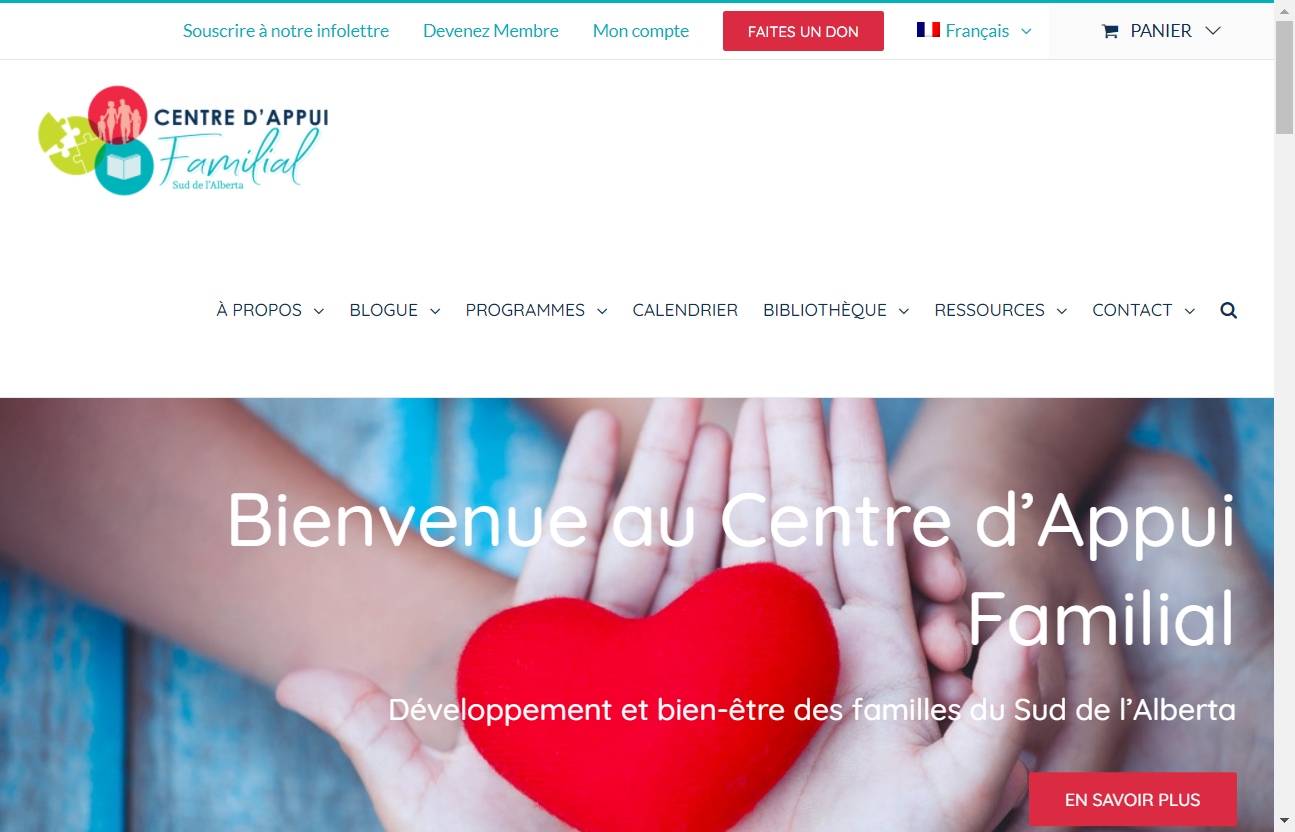 Souscrire à notre infolettre Devenez Membre Mon compte FAITES UN DON Français PANIER
CENTRE D'APPUI
Familial
Sud de l'Alberta
À PROPOS BLOGUE PROGRAMMES CALENDRIER BIBLIOTHÈQUE RESSOURCES CONTACT
Bienvenue au Centre d’Appui
Familial
Développement et bien-être des familles du Sud de l’Alberta
EN SAVOIR PLUS